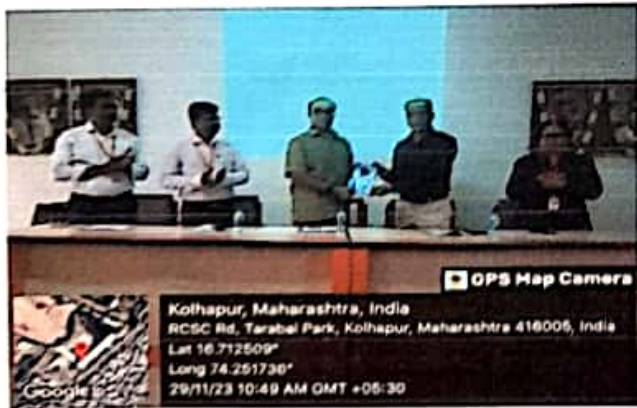 GPS Map Camera
Kolhapur, Maharashtra, India
RCSC Rd, Tarabai Park, Kolhapur, Maharashtra 416005, India
Lat 16.712509°
Long 74.251736°
29/11/23 10:49 AM GMT +05:30
Google